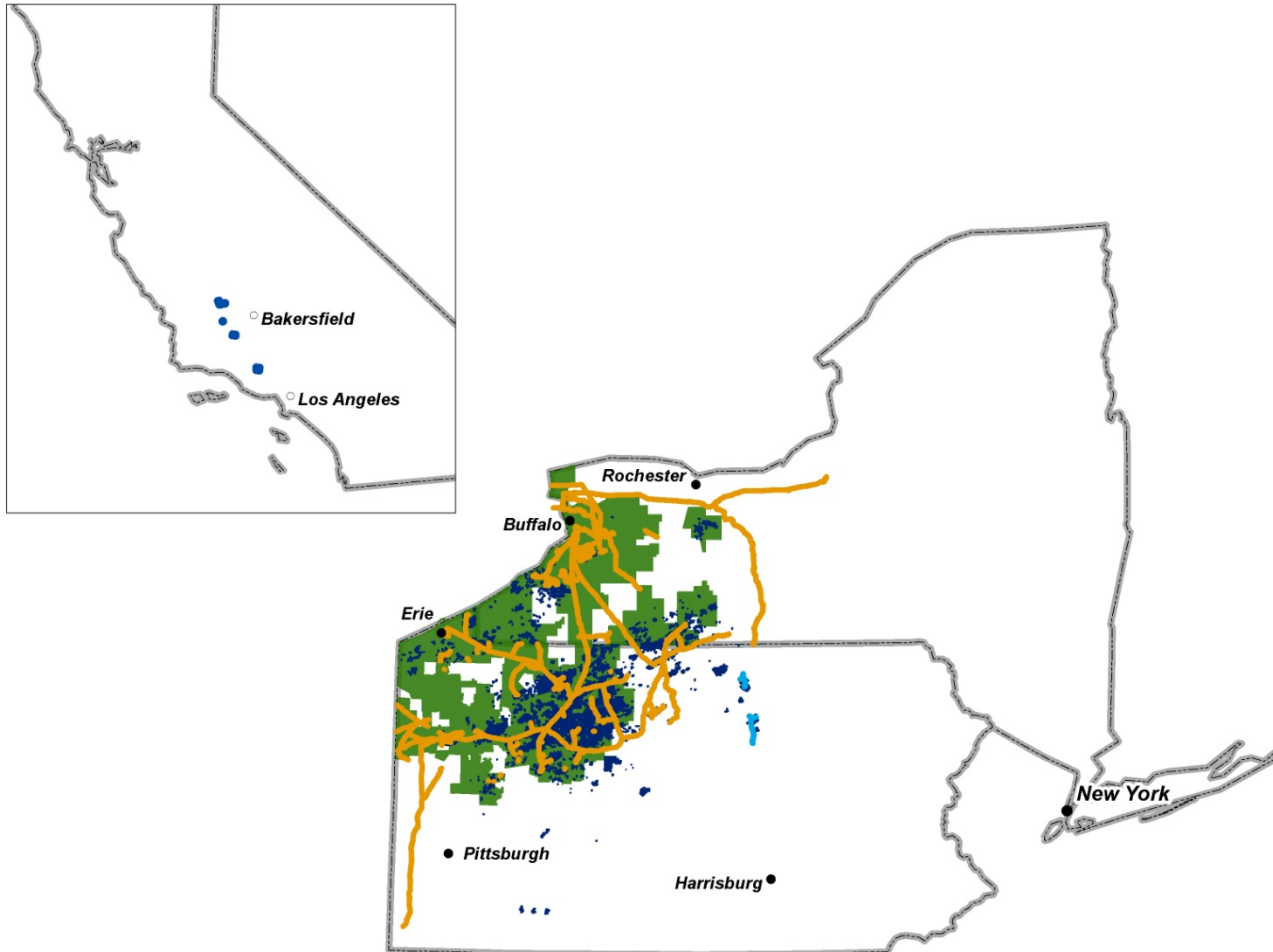 Bakersfield
Los Angeles
Rochester
Buffalo
Erie
New York
Pittsburgh
Harrisburg